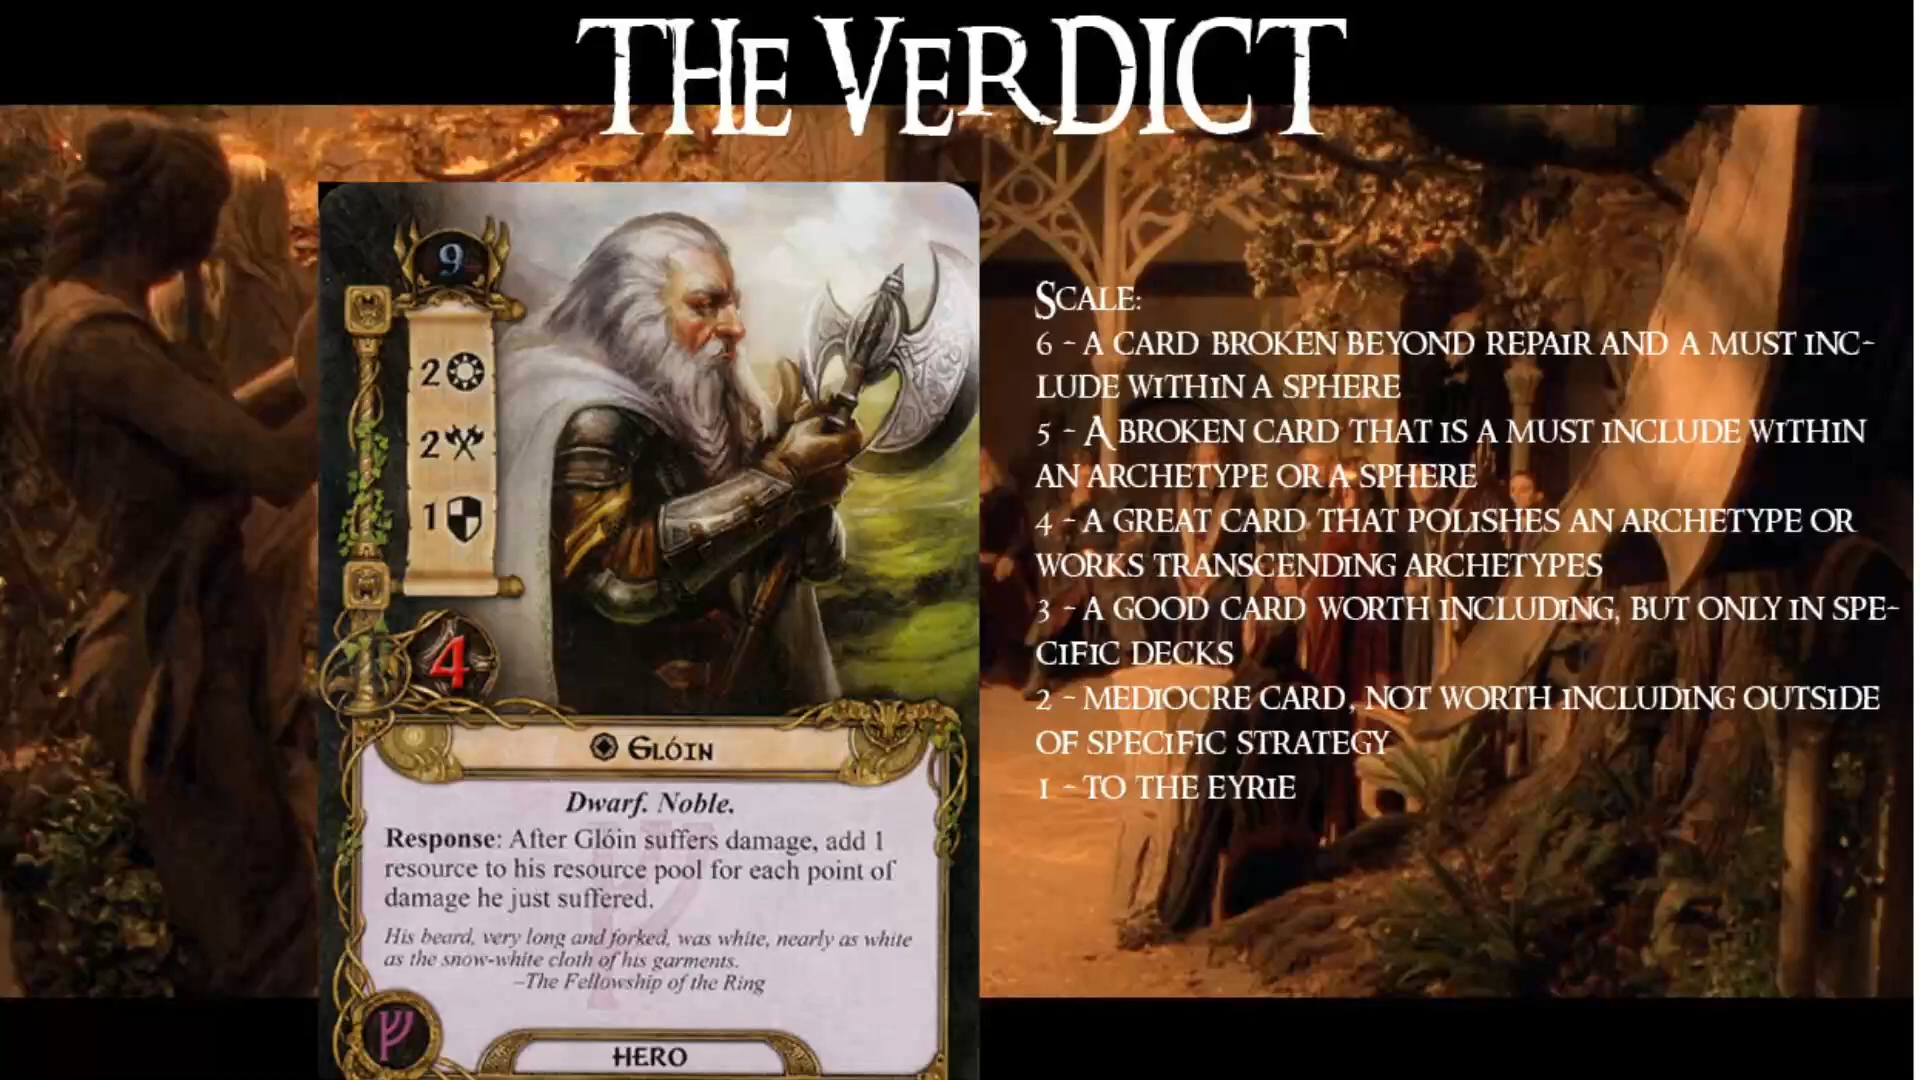 THE VERDICT
9
2
2
1
4
GLÓIN
Dwarf. Noble.
Response: After Glóin suffers damage, add 1
resource to his resource pool for each point of
damage he just suffered.
His beard, very long and forked, was white, nearly as white
as the snow-white cloth of his garments.
–The Fellowship of the Ring
HERO
SCALE:
6 - A CARD BROKEN BEYOND REPAIR AND A MUST INC-
LUDE WITHIN A SPHERE
5 - A BROKEN CARD THAT IS A MUST INCLUDE WITHIN
AN ARCHETYPE OR A SPHERE
4 - A GREAT CARD THAT POLISHES AN ARCHETYPE OR
WORKS TRANSCENDING ARCHETYPES
3 - A GOOD CARD WORTH INCLUDING, BUT ONLY IN SPE-
CIFIC DECKS
2 - MEDIOCRE CARD, NOT WORTH INCLUDING OUTSIDE
OF SPECIFIC STRATEGY
1 - TO THE EYRIE